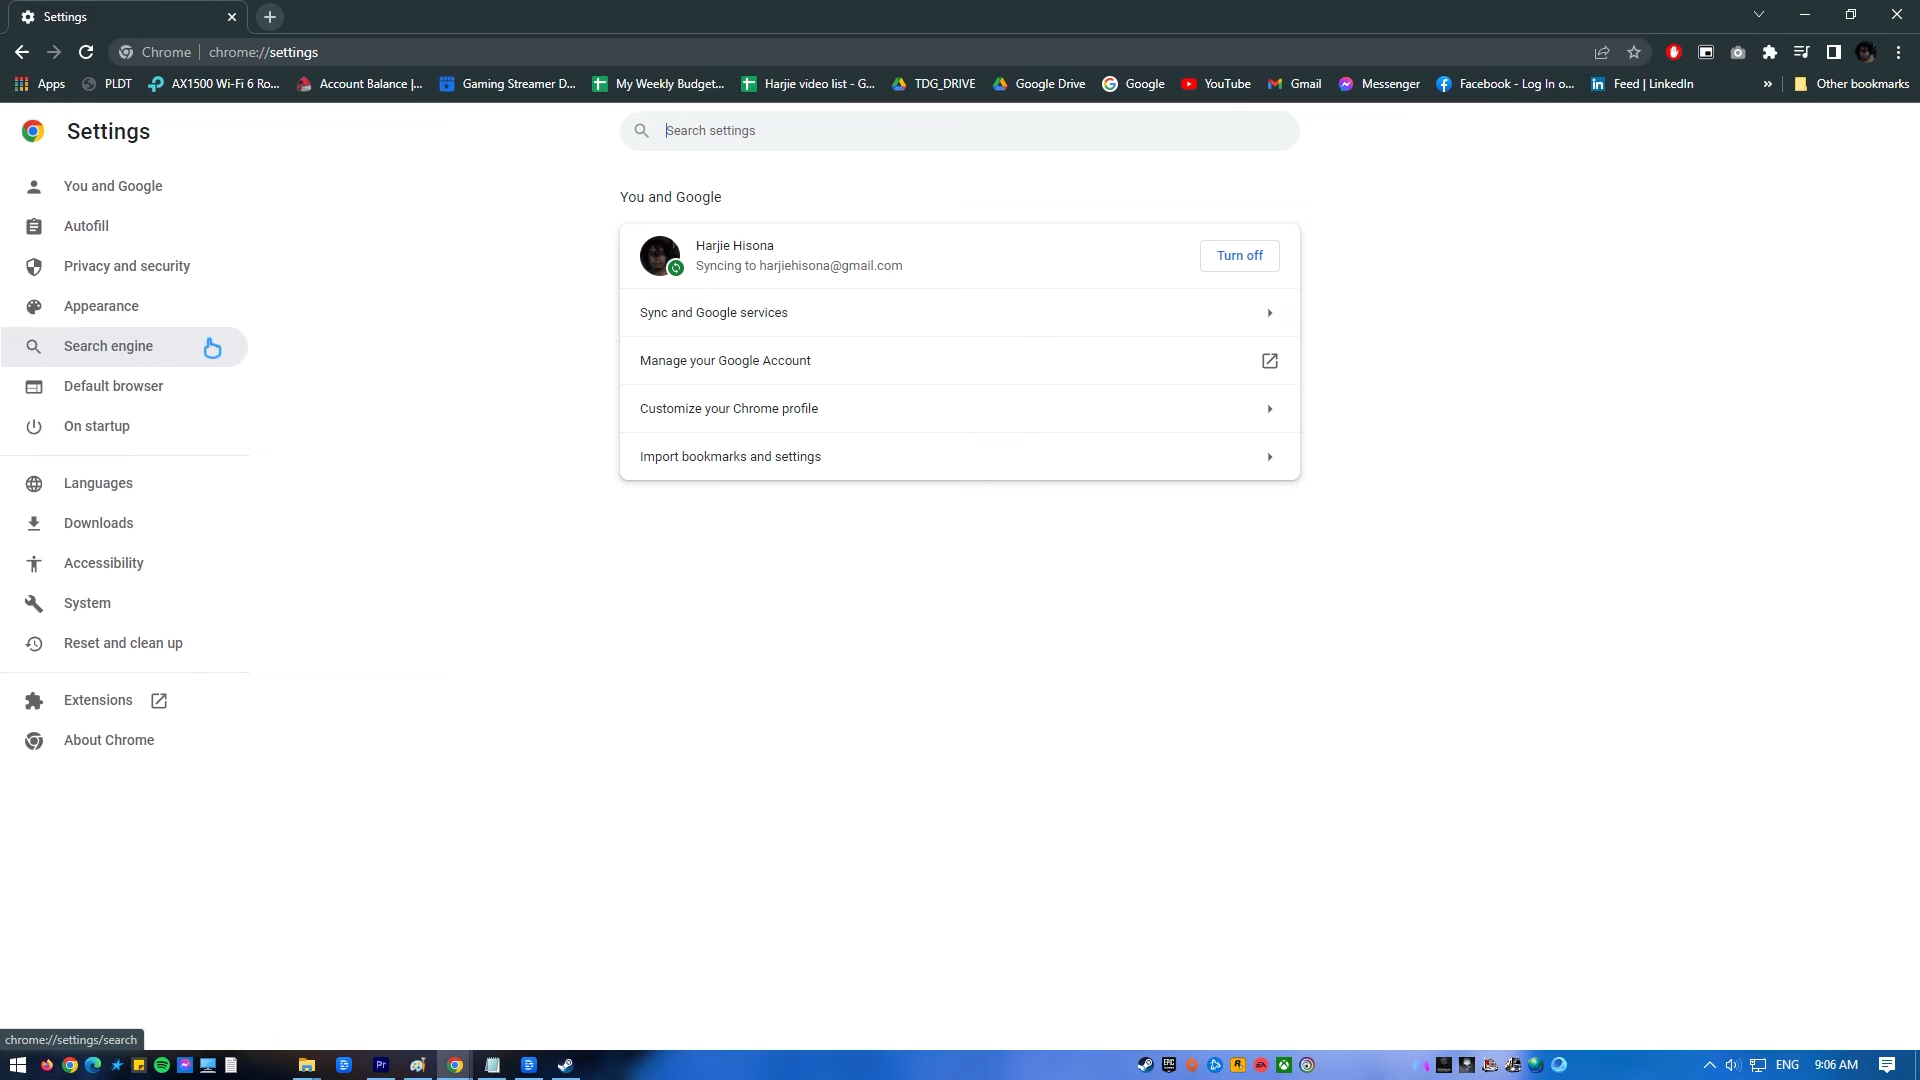 Settings
Chrome | chrome://settings
Apps PLDT AX1500 Wi-Fi 6 Ro... Account Balance |... Gaming Streamer D... My Weekly Budget... Harjie video list - G... TDG_DRIVE Google Drive Google YouTube Gmail Messenger Facebook - Log In o... Feed | LinkedIn » Other bookmarks
Settings
Search settings
You and Google
Autofill
Privacy and security
Appearance
Search engine
Default browser
On startup
Languages
Downloads
Accessibility
System
Reset and clean up
Extensions
About Chrome
You and Google
Harjie Hisona
Syncing to harjiehisona@gmail.com
Turn off
Sync and Google services
Manage your Google Account
Customize your Chrome profile
Import bookmarks and settings
chrome://settings/search
Pr EPIC EA ENG 9:06 AM